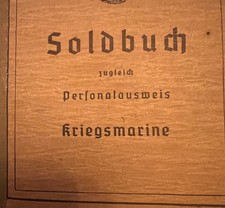 Soldbuch
zugleich
Personalausweis
Kriegsmarine